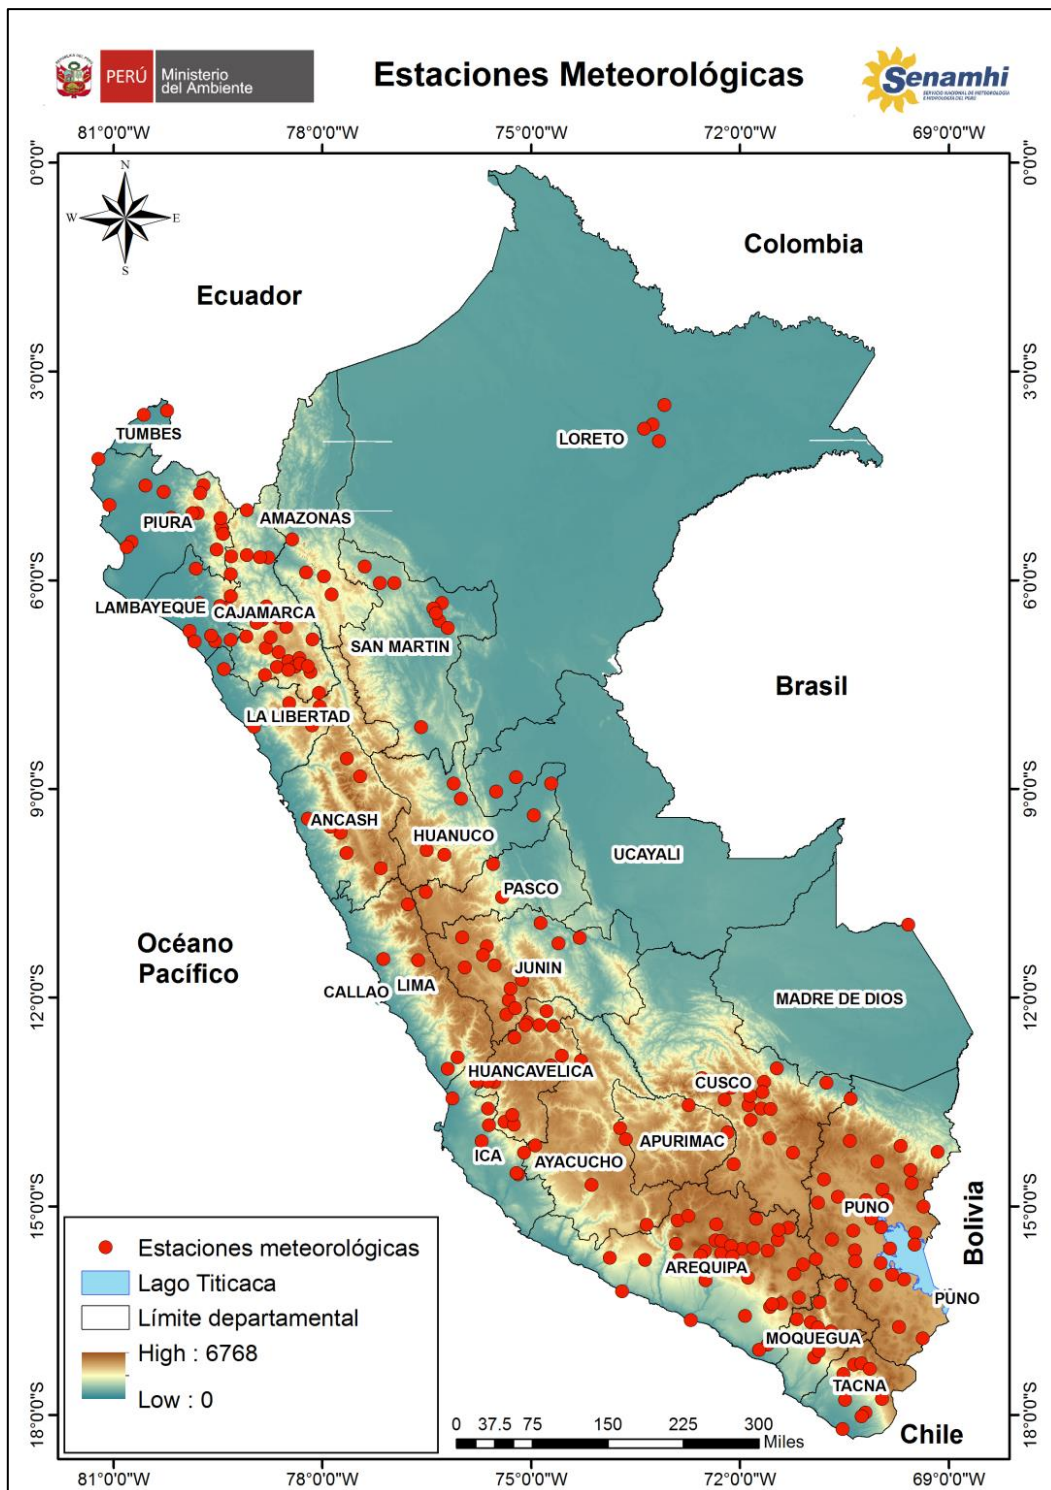 PERÚ
Ministerio
del Ambiente
Estaciones Meteorológicas
Senamhi
SERVICIO NACIONAL DE METEOROLOGÍA
E HIDROLOGÍA DEL PERÚ
81°0'0"W 78°0'0"W 75°0'0"W 72°0'0"W 69°0'0"W
0°0'0" 0°0'0"
N
W E
S
Colombia
Ecuador
3°0'0"S 3°0'0"S
TUMBES
LORETO
PIURA
AMAZONAS
6°0'0"S 6°0'0"S
LAMBAYEQUE
CAJAMARCA
SAN MARTIN
Brasil
LA LIBERTAD
9°0'0"S 9°0'0"S
ANCASH
HUANUCO
UCAYALI
PASCO
Océano
Pacífico
JUNIN
LIMA
CALLAO
MADRE DE DIOS
12°0'0"S 12°0'0"S
HUANCAVELICA
CUSCO
APURIMAC
ICA
AYACUCHO
PUNO
15°0'0"S 15°0'0"S
Bolivia
AREQUIPA
PUNO
MOQUEGUA
TACNA
18°0'0"S 18°0'0"S
Chile
Estaciones meteorológicas
Lago Titicaca
Límite departamental
High : 6768
Low : 0
0 37.5 75 150 225 300
Miles
81°0'0"W 78°0'0"W 75°0'0"W 72°0'0"W 69°0'0"W